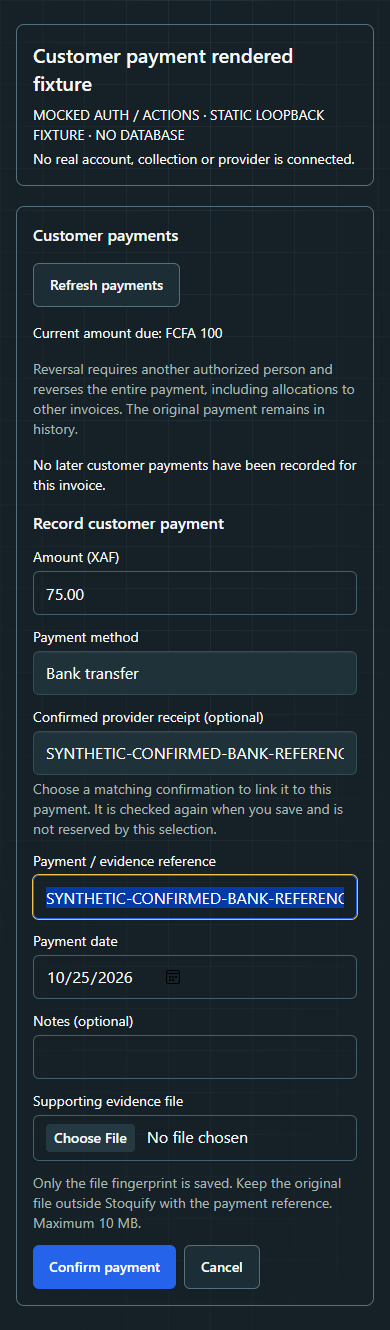 Customer payment rendered
fixture
MOCKED AUTH / ACTIONS · STATIC LOOPBACK
FIXTURE · NO DATABASE
No real account, collection or provider is connected.
Customer payments
Refresh payments
Current amount due: FCFA 100
Reversal requires another authorized person and
reverses the entire payment, including allocations to
other invoices. The original payment remains in
history.
No later customer payments have been recorded for
this invoice.
Record customer payment
Amount (XAF)
75.00
Payment method
Bank transfer
Confirmed provider receipt (optional)
SYNTHETIC-CONFIRMED-BANK-REFERENC
Choose a matching confirmation to link it to this
payment. It is checked again when you save and is
not reserved by this selection.
Payment / evidence reference
SYNTHETIC-CONFIRMED-BANK-REFERENC
Payment date
10/25/2026
Notes (optional)
Supporting evidence file
Choose File No file chosen
Only the file fingerprint is saved. Keep the original
file outside Stoquify with the payment reference.
Maximum 10 MB.
Confirm payment Cancel